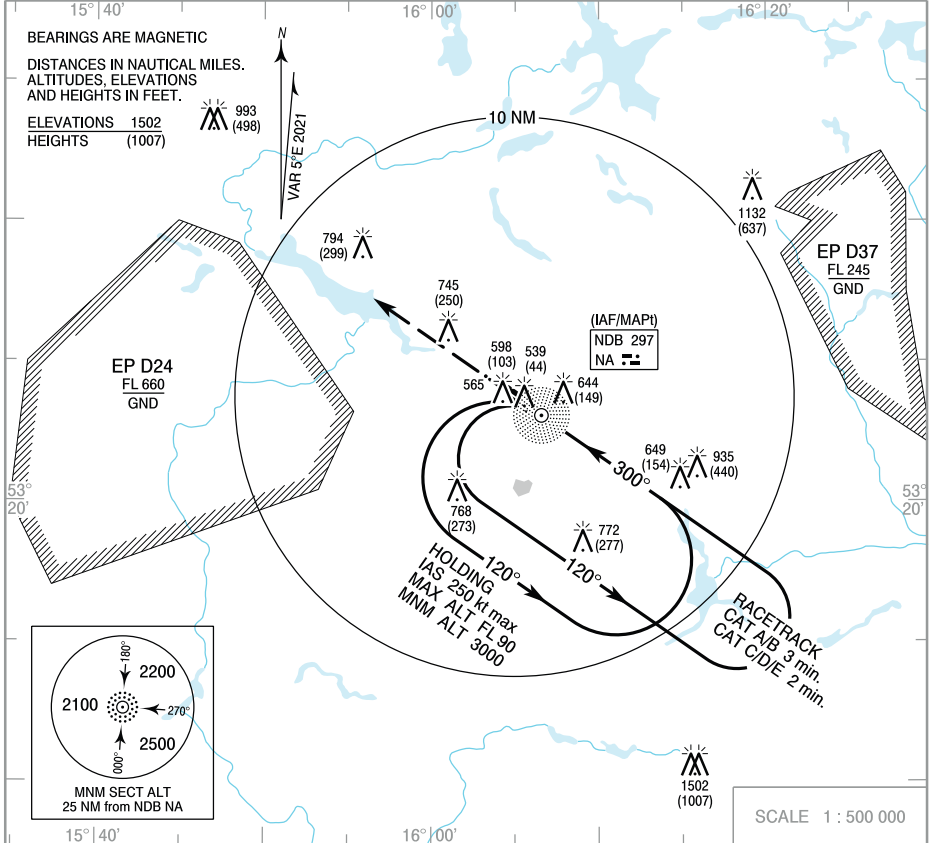 15° 40'
16° 00'
16° 20'
BEARINGS ARE MAGNETIC
DISTANCES IN NAUTICAL MILES.
ALTITUDES, ELEVATIONS
AND HEIGHTS IN FEET.
ELEVATIONS 1502
HEIGHTS (1007)
993
(498)
N
VAR 5°E 2021
10 NM
1132
(637)
EP D37
FL 245
GND
794
(299)
745
(250)
(IAF/MAPt)
NDB 297
NA
598
(103)
539
(44)
565
644
(149)
EP D24
FL 660
GND
649
(154)
935
(440)
300°
53°
20'
53°
20'
768
(273)
772
(277)
120°
120°
HOLDING
IAS 250 kt max
MAX ALT FL 90
MNM ALT 3000
RACETRACK
CAT A/B 3 min.
CAT C/D/E 2 min.
180°
2200
2100
270°
2500
000°
MNM SECT ALT
25 NM from NDB NA
1502
(1007)
SCALE 1 : 500 000
15° 40'
16° 00'